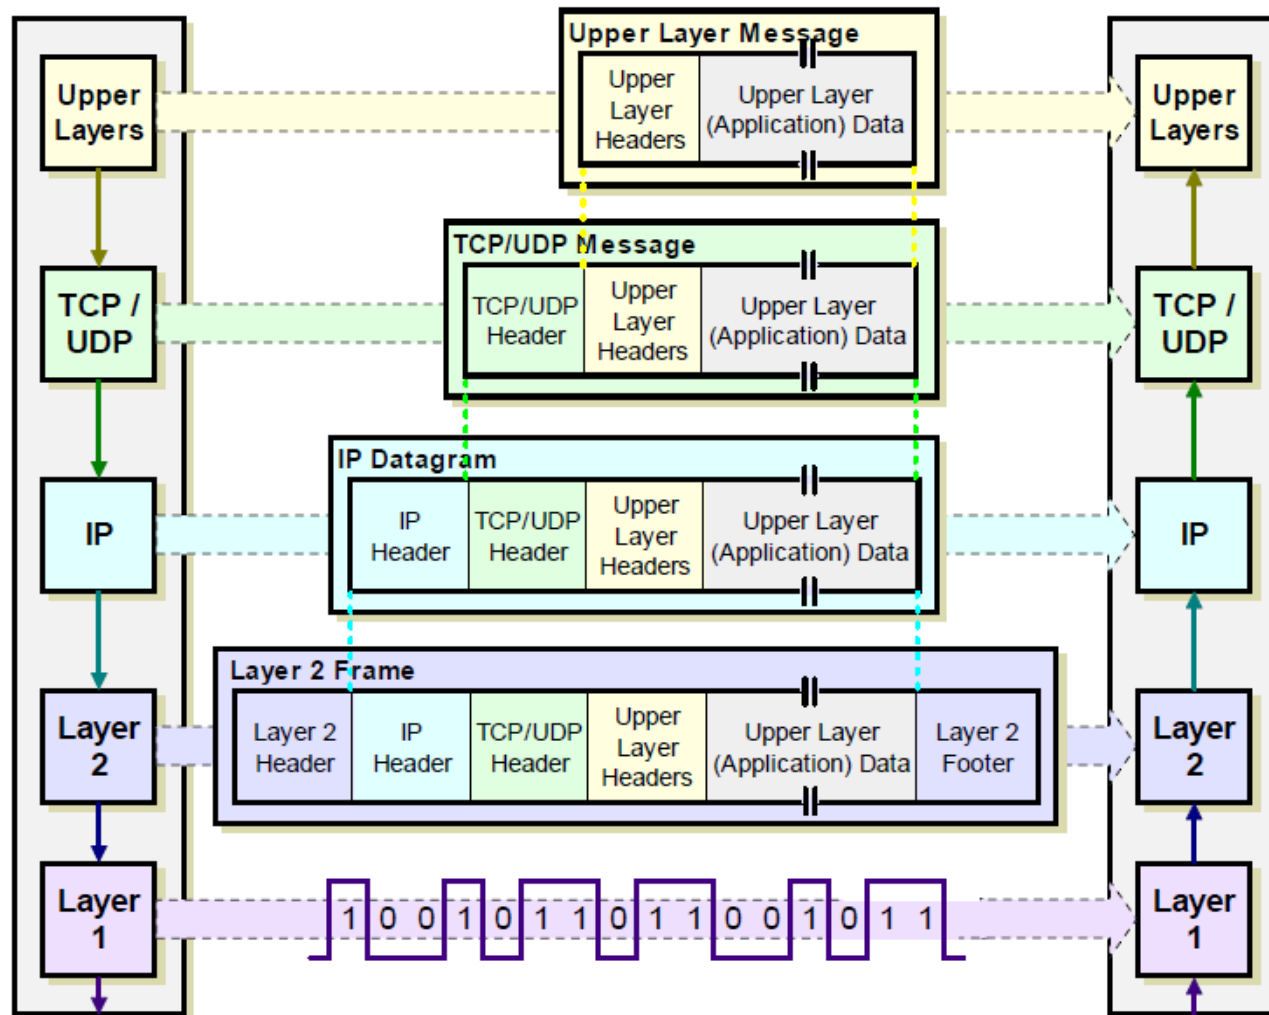 Upper Layer Message
Upper
Layers
Upper
Layer
Headers
Upper Layer
(Application) Data
Upper
Layers
TCP/UDP Message
TCP /
UDP
TCP/UDP
Header
Upper
Layer
Headers
Upper Layer
(Application) Data
TCP /
UDP
IP Datagram
IP
IP
Header
TCP/UDP
Header
Upper
Layer
Headers
Upper Layer
(Application) Data
IP
Layer 2 Frame
Layer
2
Layer 2
Header
IP
Header
TCP/UDP
Header
Upper
Layer
Headers
Upper Layer
(Application) Data
Layer 2
Footer
Layer
2
Layer
1
1 0 0 1 0 1 1 0 1 1 0 0 1 0 1 1
Layer
1